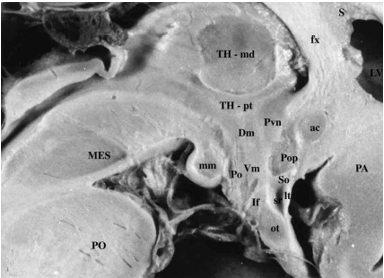 S
fx
TH - md
LV
TH - pt
Pvn
ac
Dm
MES
mm
Pop
PA
Vm
Po
So
lt
If
PO
ot